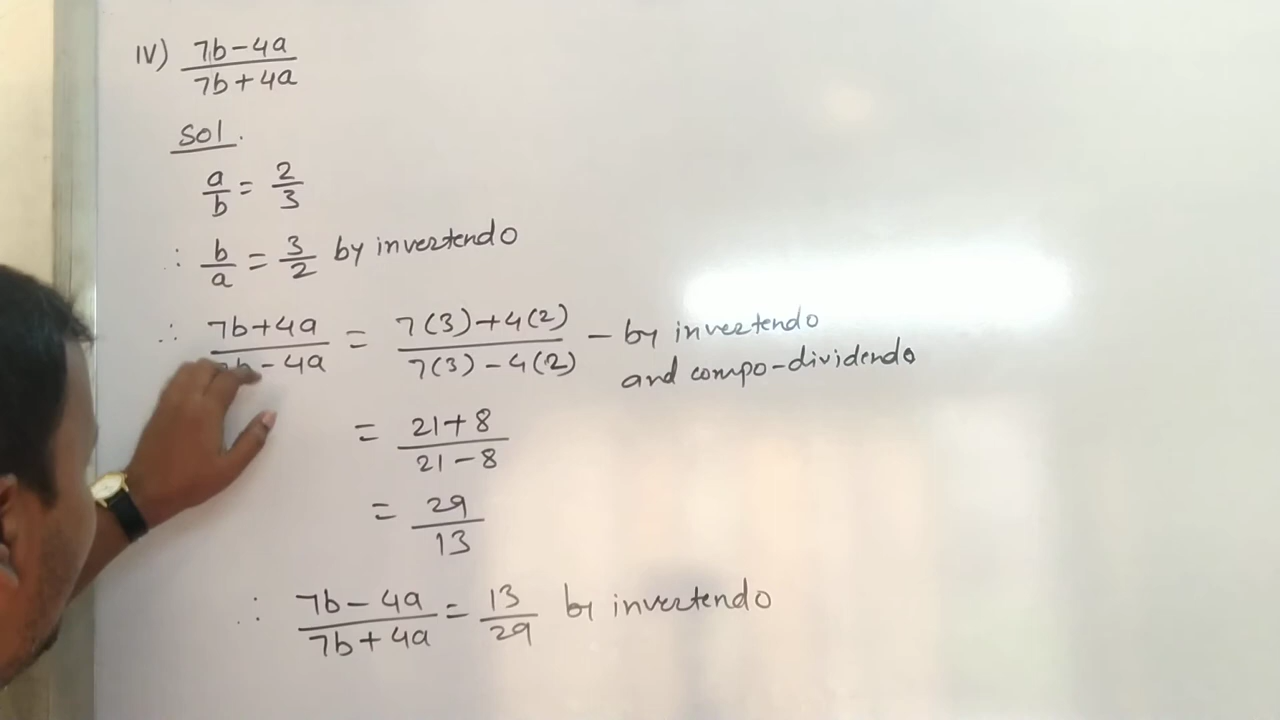 IV) 7b-4a / 7b+4a
Sol.
a/b = 2/3
∴ b/a = 3/2 by invertendo
∴ 7b+4a / 7b-4a = 7(3)+4(2) / 7(3)-4(2) - by invertendo
and compo-dividendo
= 21+8 / 21-8
= 29/13
∴ 7b-4a / 7b+4a = 13/29 by invertendo